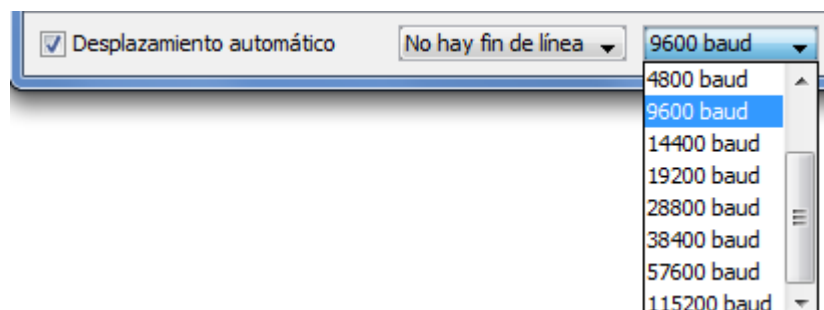 Desplazamiento automático
No hay fin de línea
9600 baud
4800 baud
9600 baud
14400 baud
19200 baud
28800 baud
38400 baud
57600 baud
115200 baud